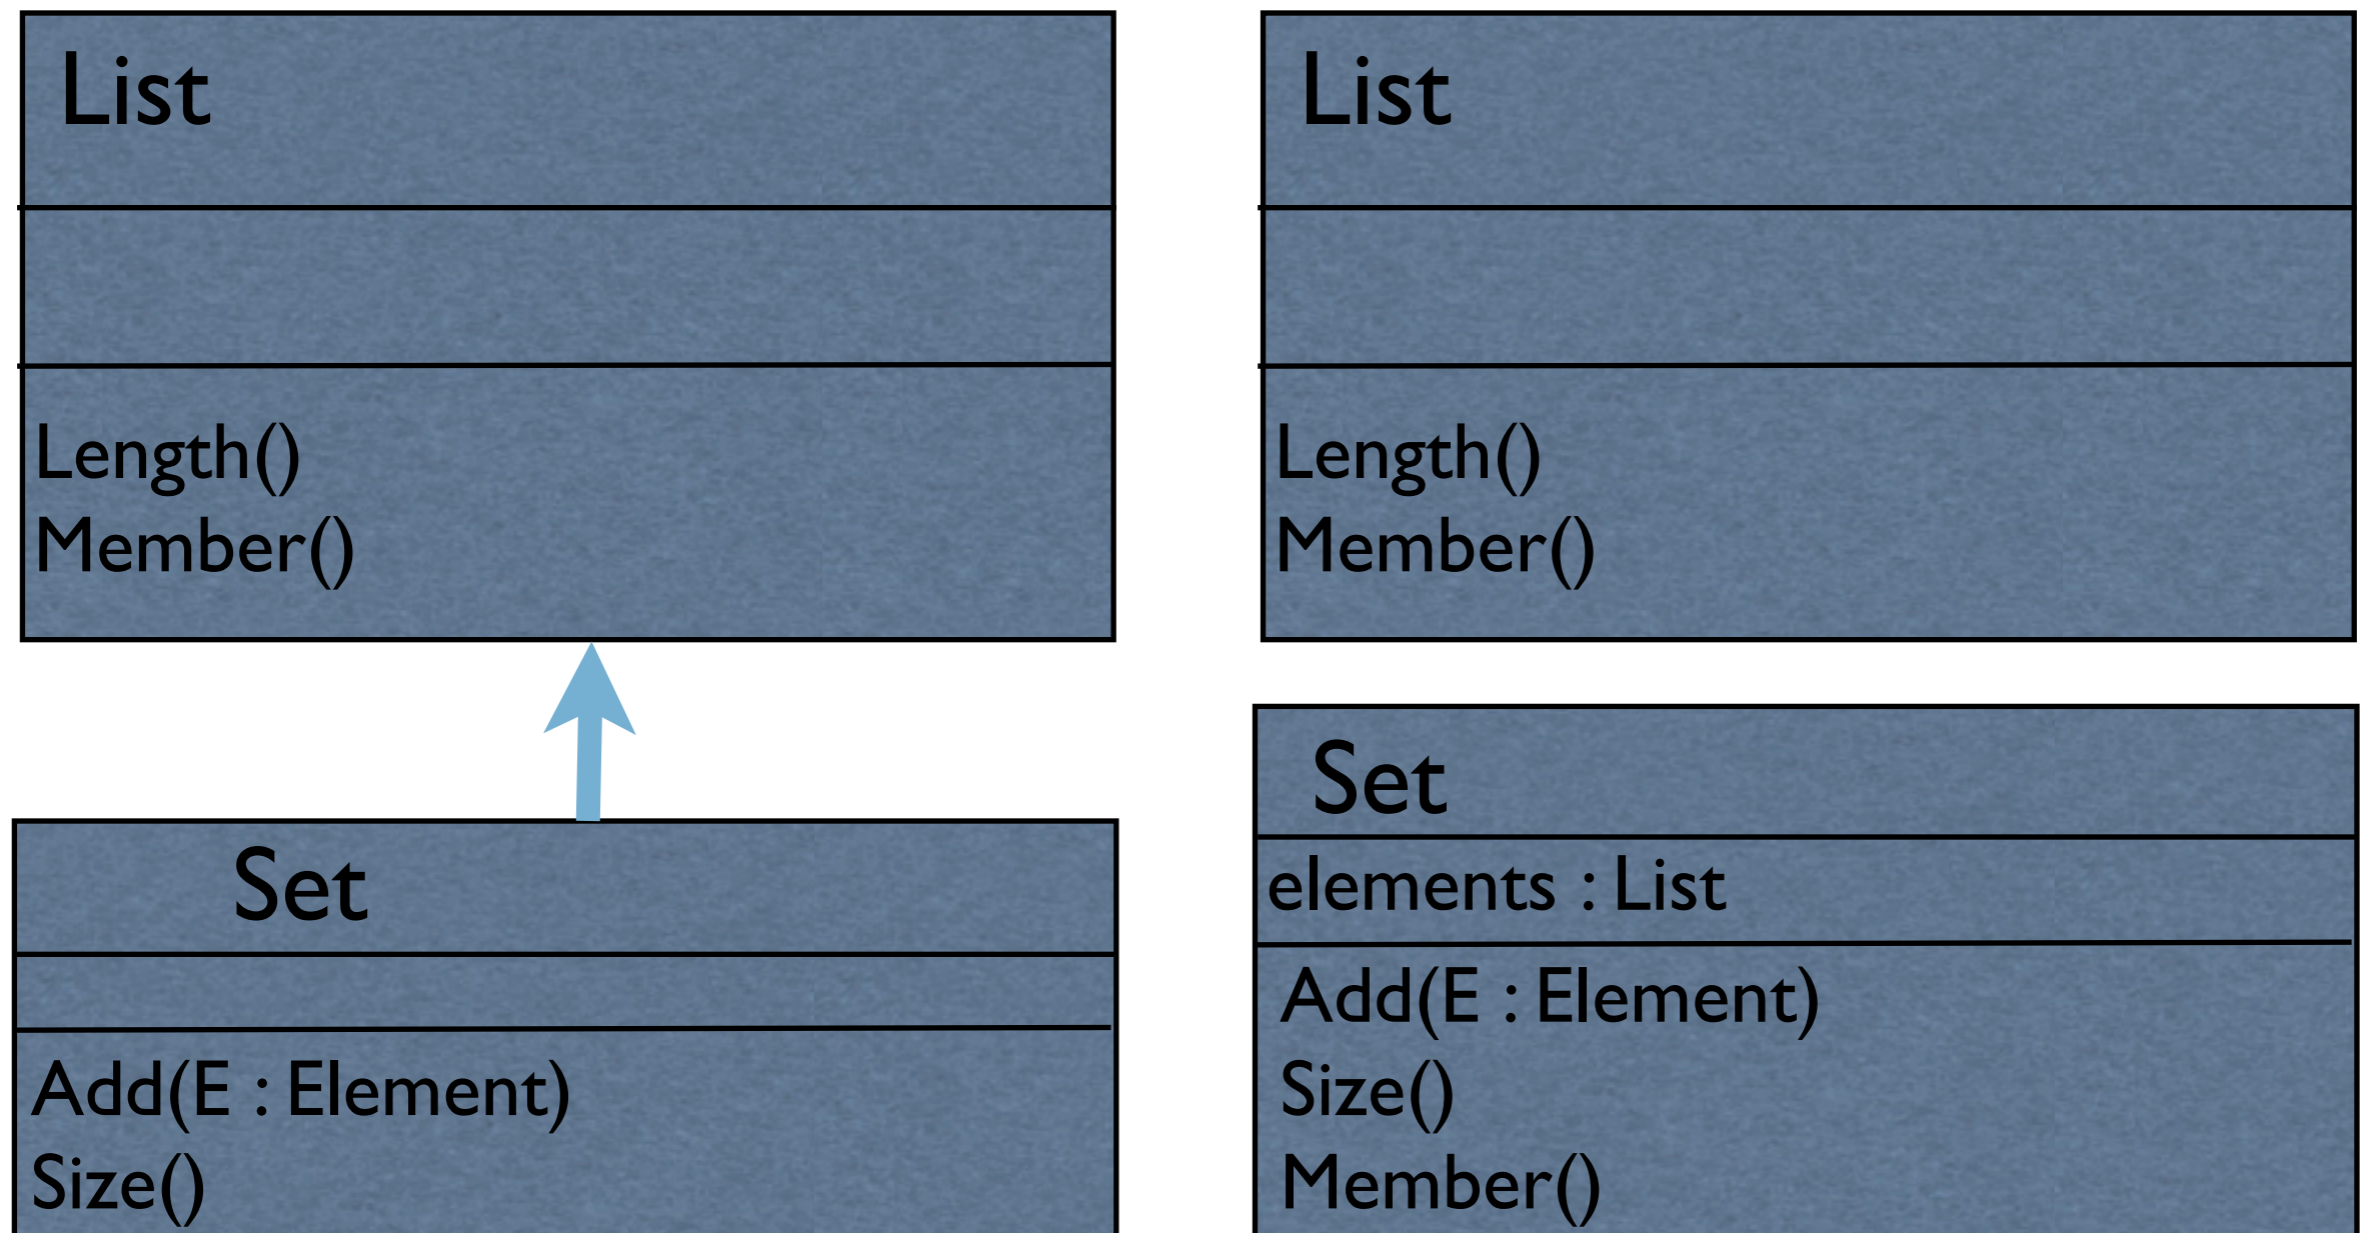 List
Length()
Member()
Set
Add(E : Element)
Size()
List
Length()
Member()
Set
elements : List
Add(E : Element)
Size()
Member()